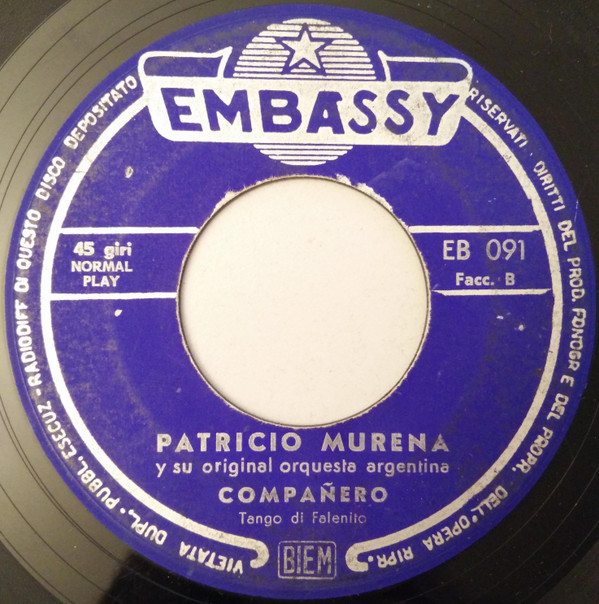 EMBASSY
45 giri
NORMAL
PLAY
EB 091
Facc. B
PATRICIO MURENA
y su original orquesta argentina
COMPAÑERO
Tango di Falenito
BIEM
RISERVATI · DIRITTI DEL PROD. FONOGR E DEL PROPR. DELL'OPERA RIPR.
VIETATA DUPL. · PUBBL. ESECUZ - RADIODIFF DI QUESTO DISCO DEPOSITATO